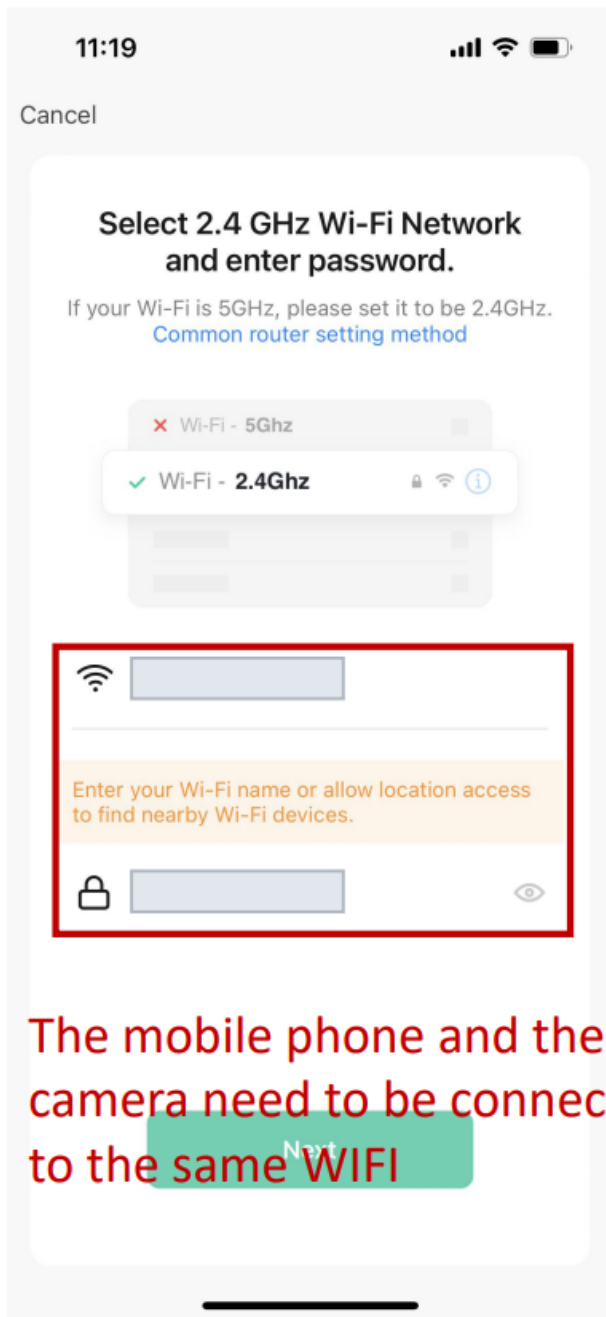 11:19
Cancel
Select 2.4 GHz Wi-Fi Network
and enter password.
If your Wi-Fi is 5GHz, please set it to be 2.4GHz.
Common router setting method
Wi-Fi - 5Ghz
Wi-Fi - 2.4Ghz
Enter your Wi-Fi name or allow location access
to find nearby Wi-Fi devices.
The mobile phone and the
camera need to be connec
Next
to the same WIFI